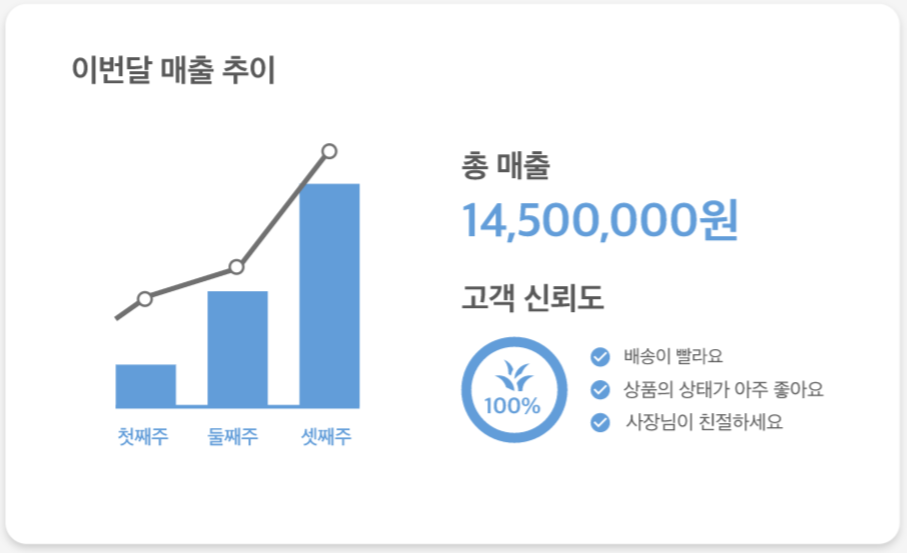 이번달 매출 추이
총 매출
14,500,000원
고객 신뢰도
100%
배송이 빨라요
상품의 상태가 아주 좋아요
사장님이 친절하세요
첫째주
둘째주
셋째주